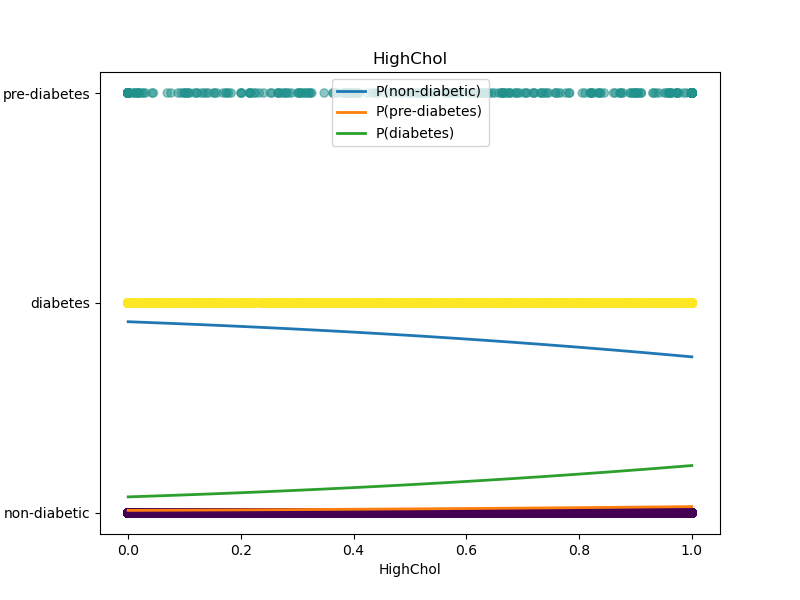 HighChol
pre-diabetes
diabetes
non-diabetic
P(non-diabetic)
P(pre-diabetes)
P(diabetes)
0.0 0.2 0.4 0.6 0.8 1.0
HighChol